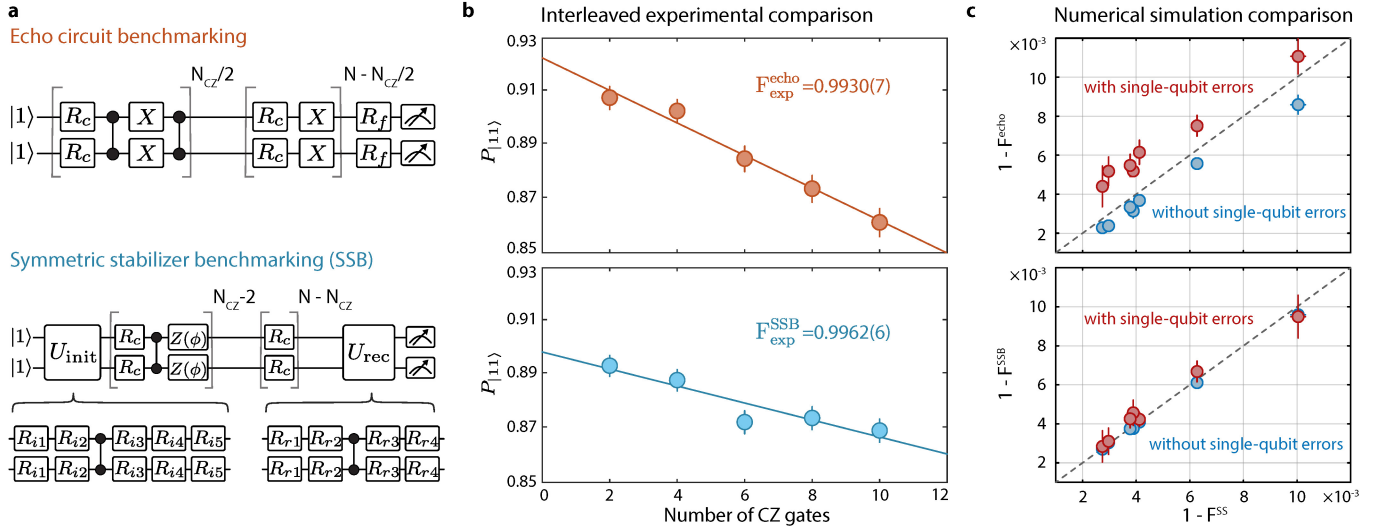 a
Echo circuit benchmarking
N_CZ/2
N - N_CZ/2
|1⟩ R_c X R_c X R_f
|1⟩ R_c X R_c X R_f
Symmetric stabilizer benchmarking (SSB)
N_CZ-2
N - N_CZ
|1⟩ U_init R_c Z(ϕ) R_c U_rec
|1⟩ R_c Z(ϕ) R_c
R_i1 R_i2 R_i3 R_i4 R_i5 R_r1 R_r2 R_r3 R_r4
R_i1 R_i2 R_i3 R_i4 R_i5 R_r1 R_r2 R_r3 R_r4
b
Interleaved experimental comparison
0.93
0.91
0.89
0.87
0.85
P_|11⟩
F_exp^echo=0.9930(7)
0.93
0.91
0.89
0.87
0.85
P_|11⟩
F_exp^SSB=0.9962(6)
0 2 4 6 8 10 12
Number of CZ gates
c
Numerical simulation comparison
×10⁻³
10
8
6
4
2
1 - F^echo
with single-qubit errors
without single-qubit errors
×10⁻³
10
8
6
4
2
1 - F^SSB
with single-qubit errors
without single-qubit errors
2 4 6 8 10 ×10⁻³
1 - F^SS